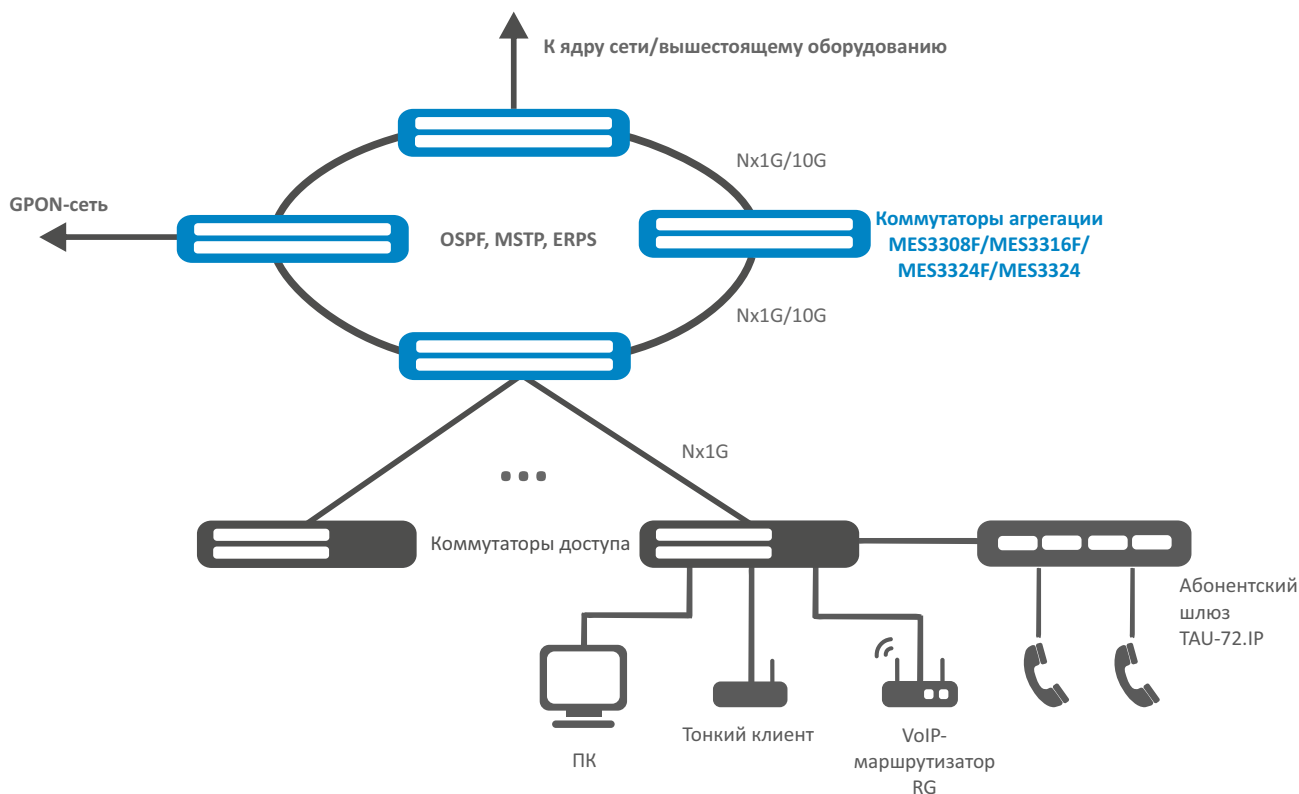 К ядру сети/вышестоящему оборудованию
Nx1G/10G
GPON-сеть
OSPF, MSTP, ERPS
Коммутаторы агрегации
MES3308F/MES3316F/
MES3324F/MES3324
Nx1G/10G
Nx1G
Коммутаторы доступа
Абонентский
шлюз
TAU-72.IP
ПК
Тонкий клиент
VoIP-
маршрутизатор
RG